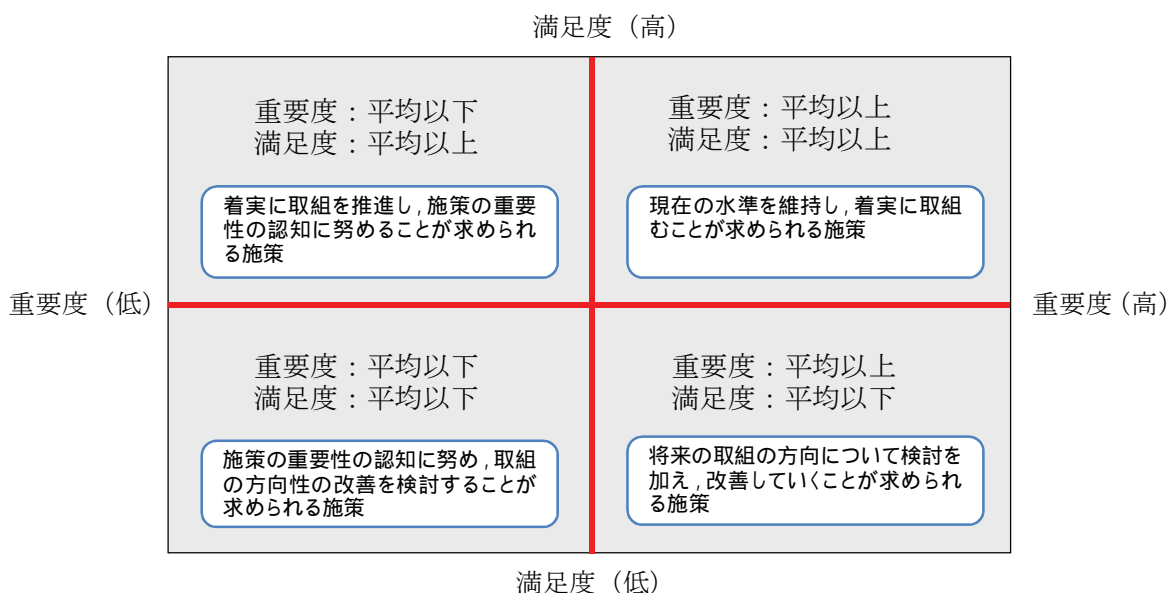 満足度（高）
重要度：平均以下
満足度：平均以上
着実に取組を推進し,施策の重要
性の認知に努めることが求められ
る施策
重要度：平均以上
満足度：平均以上
現在の水準を維持し,着実に取組
むことが求められる施策
重要度（低）
重要度（高）
重要度：平均以下
満足度：平均以下
施策の重要性の認知に努め,取組
の方向性の改善を検討することが
求められる施策
重要度：平均以上
満足度：平均以下
将来の取組の方向について検討を
加え,改善していくことが求められ
る施策
満足度（低）